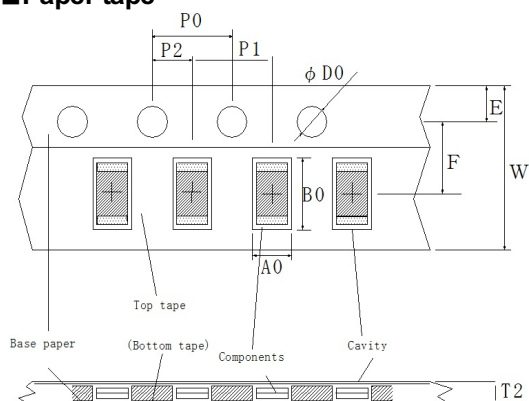 ■Paper tape
P0
P2
P1
φD0
E
F
W
B0
A0
Top tape
Base paper
(Bottom tape)
Components
Cavity
T2